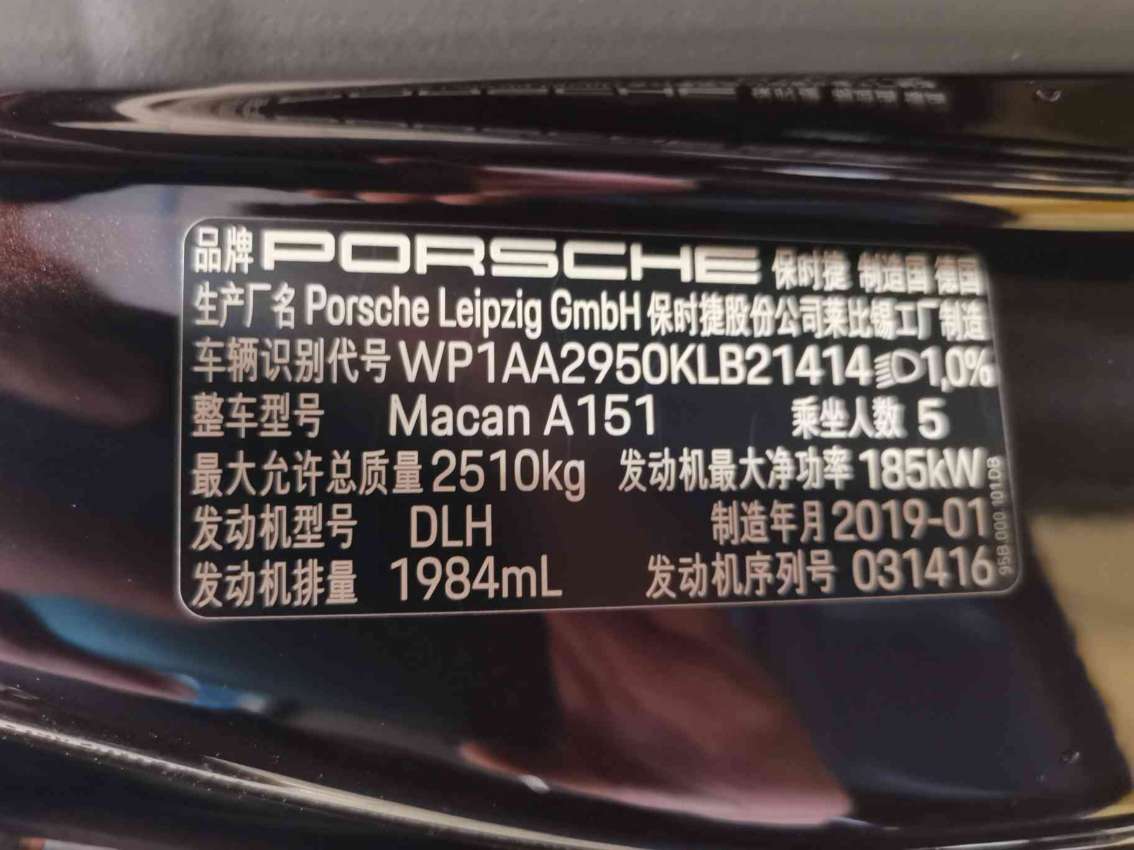 品牌 PORSCHE 保时捷 制造国 德国
生产厂名 Porsche Leipzig GmbH 保时捷股份公司莱比锡工厂制造
车辆识别代号 WP1AA2950KLB21414 1,0%
整车型号 Macan A151 乘坐人数 5
最大允许总质量 2510kg 发动机最大净功率 185kW
发动机型号 DLH 制造年月 2019-01
发动机排量 1984mL 发动机序列号 031416
95B.000.101.DB